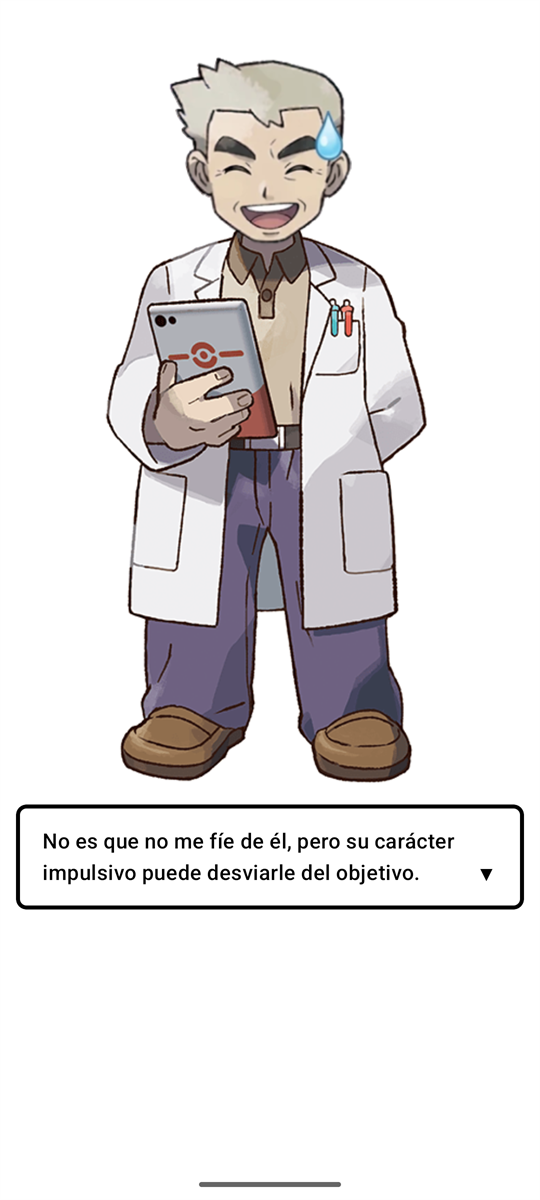 No es que no me fíe de él, pero su carácter
impulsivo puede desviarle del objetivo.